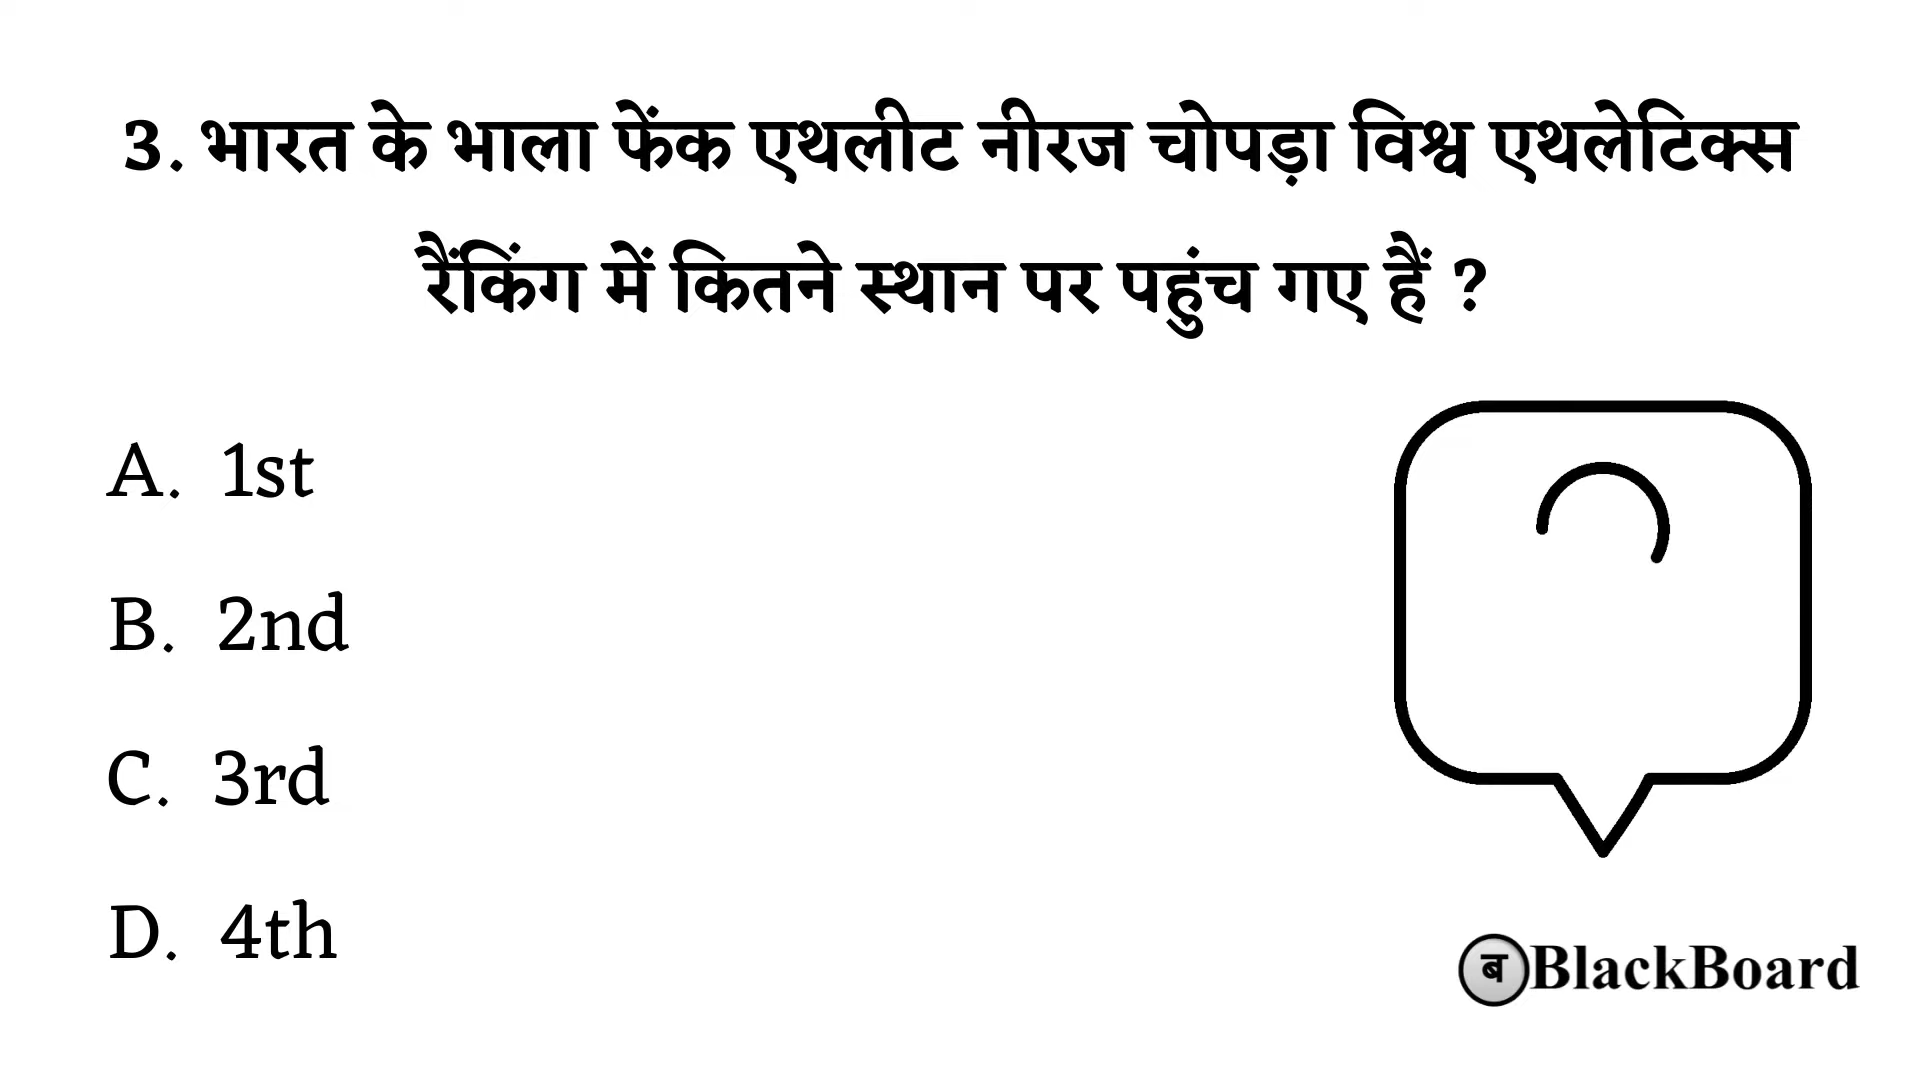 3. भारत के भाला फेंक एथलीट नीरज चोपड़ा विश्व एथलेटिक्स
रैंकिंग में कितने स्थान पर पहुंच गए हैं ?
A. 1st
B. 2nd
C. 3rd
D. 4th
ब BlackBoard